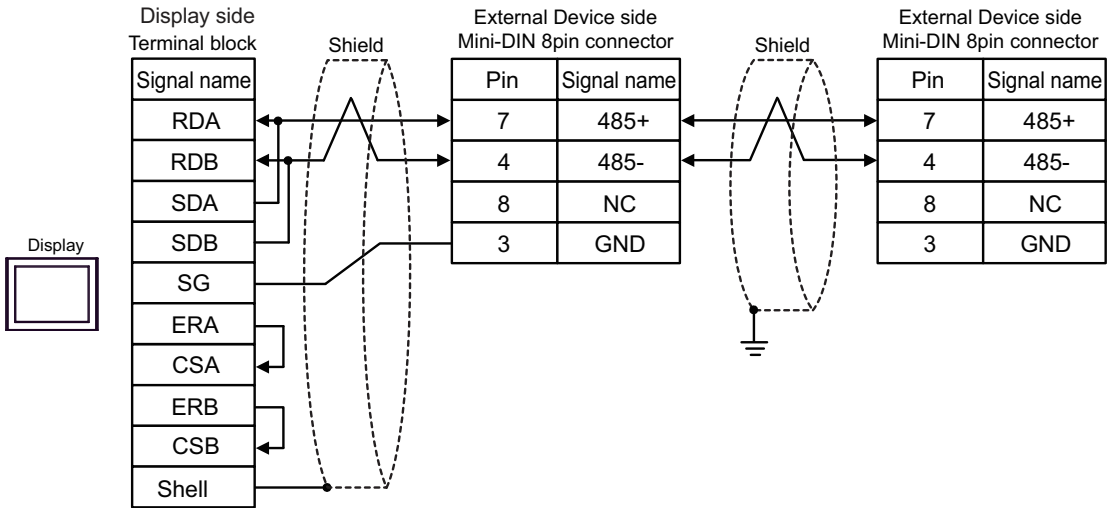 Display side
Terminal block
Signal name
RDA
RDB
SDA
SDB
SG
ERA
CSA
ERB
CSB
Shell
Display
Shield
External Device side
Mini-DIN 8pin connector
Pin Signal name
7 485+
4 485-
8 NC
3 GND
Shield
External Device side
Mini-DIN 8pin connector
Pin Signal name
7 485+
4 485-
8 NC
3 GND